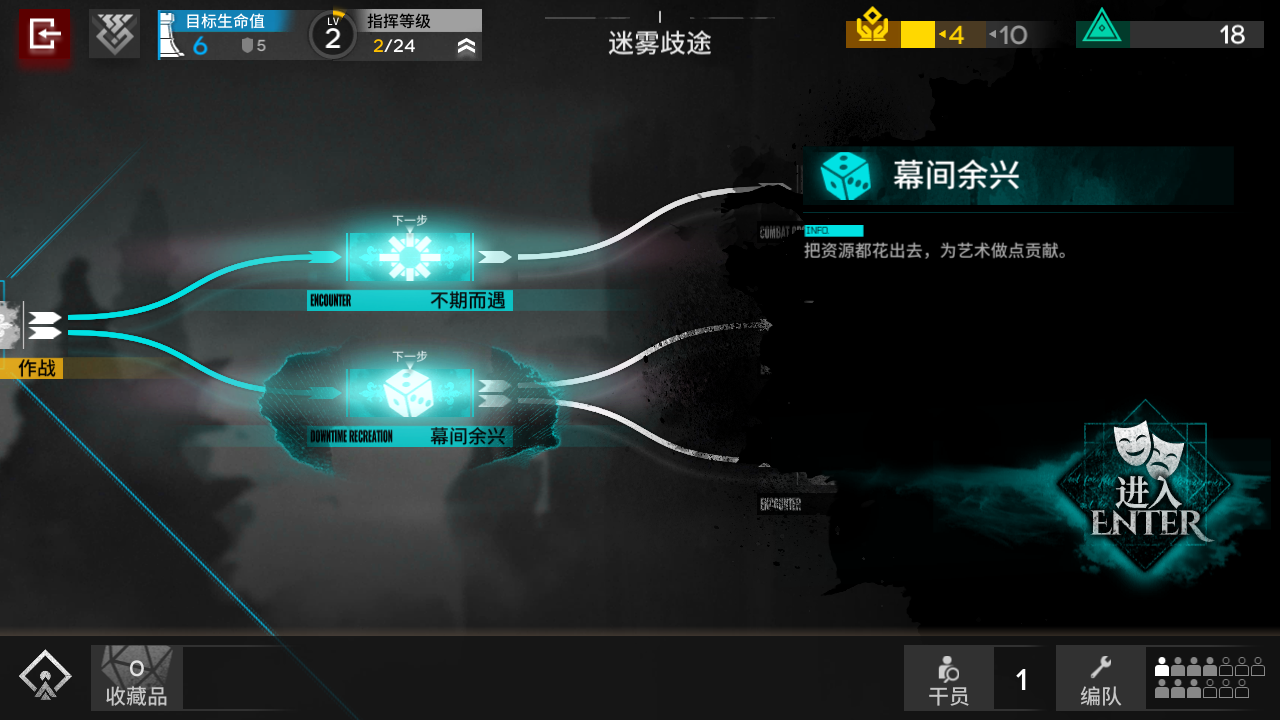 目标生命值
6
5
LV
2
指挥等级
2/24
迷雾歧途
4
10
18
幕间余兴
INFO.
把资源都花出去，为艺术做点贡献。
下一步
ENCOUNTER
不期而遇
下一步
DOWNTIME RECREATION
幕间余兴
作战
COMBAT
ENCOUNTER
进入
ENTER
0
收藏品
干员
1
编队